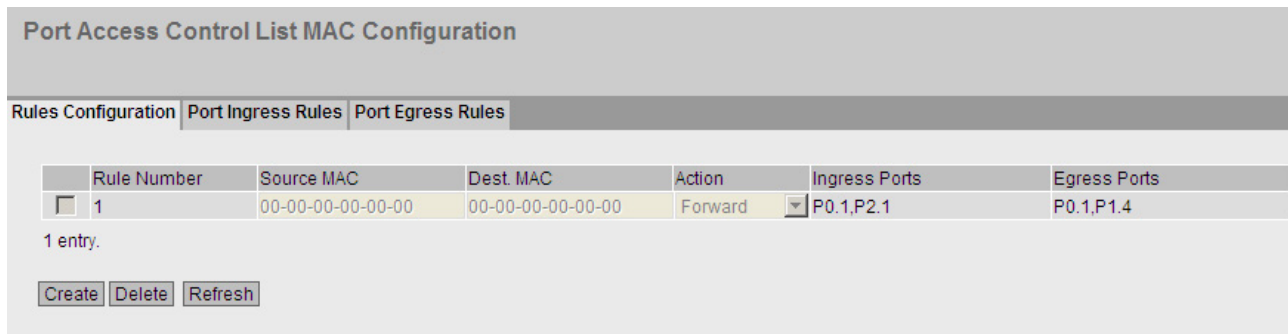 Port Access Control List MAC Configuration
Rules Configuration Port Ingress Rules Port Egress Rules
Rule Number Source MAC Dest. MAC Action Ingress Ports Egress Ports
1 00-00-00-00-00-00 00-00-00-00-00-00 Forward P0.1,P2.1 P0.1,P1.4
1 entry.
Create Delete Refresh